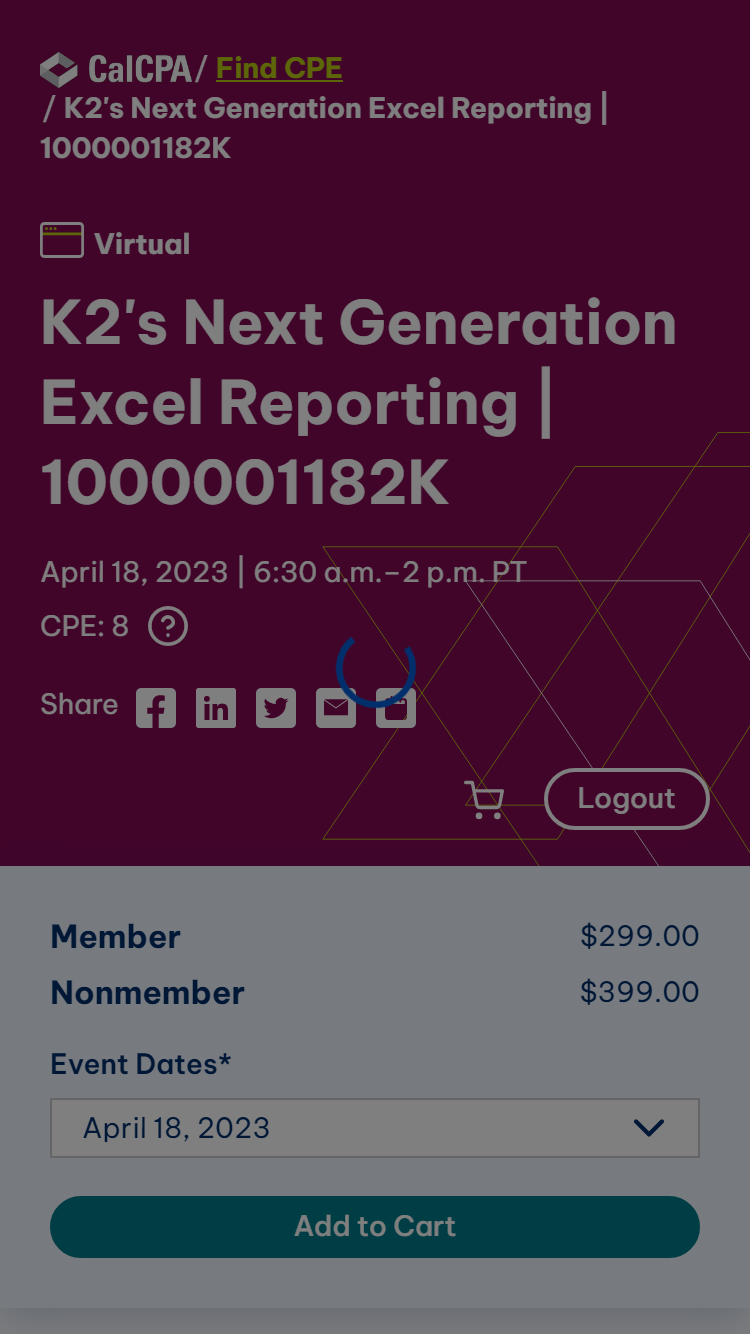 CalCPA / Find CPE
/ K2's Next Generation Excel Reporting |
1000001182K
Virtual
K2's Next Generation
Excel Reporting |
1000001182K
April 18, 2023 | 6:30 a.m.–2 p.m. PT
CPE: 8 ?
Share
Logout
Member $299.00
Nonmember $399.00
Event Dates*
April 18, 2023
Add to Cart